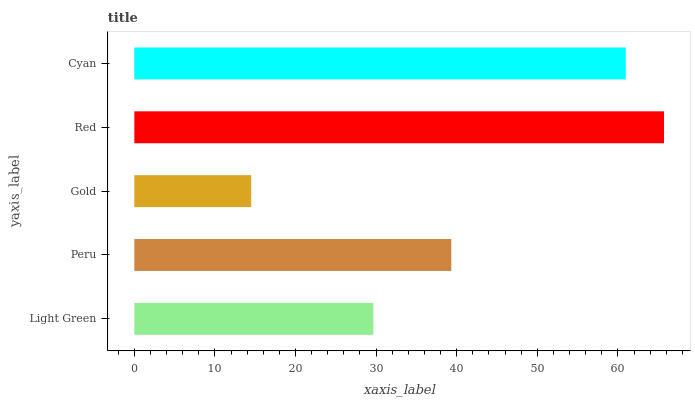 title
Cyan
Red
Gold
Peru
Light Green
yaxis_label
0 10 20 30 40 50 60
xaxis_label